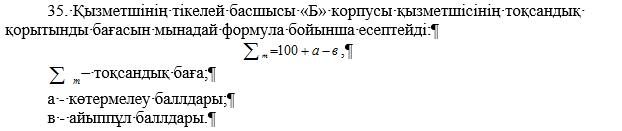 35. Қызметшінің тікелей басшысы «Б» корпусы қызметшісінің тоқсандық
қорытынды бағасын мынадай формула бойынша есептейді:¶
∑ т =100 + а – в ,¶
∑ т – тоқсандық баға;¶
а - көтермелеу баллдары;¶
в - айыппұл баллдары.¶